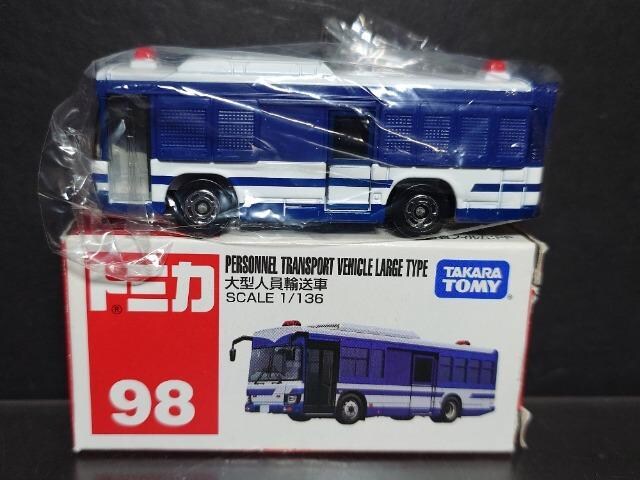 トミカ®
98
PERSONNEL TRANSPORT VEHICLE LARGE TYPE
大型人員輸送車
SCALE 1/136
TAKARA
TOMY®